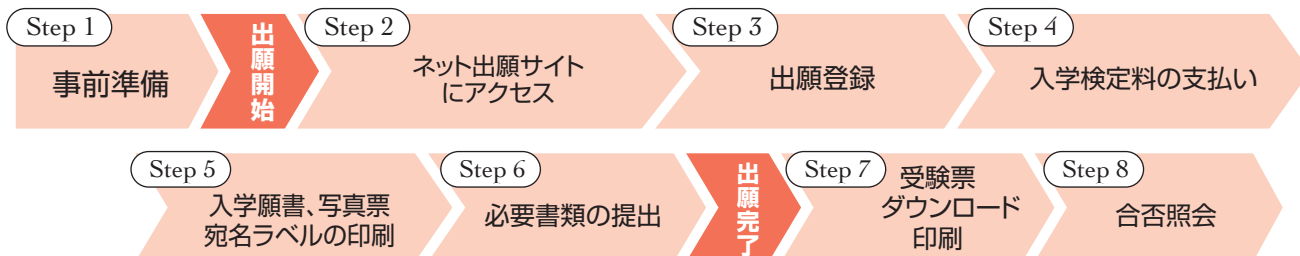 Step 1
事前準備
出願開始
Step 2
ネット出願サイト
にアクセス
Step 3
出願登録
Step 4
入学検定料の支払い
Step 5
入学願書、写真票
宛名ラベルの印刷
Step 6
必要書類の提出
出願完了
Step 7
受験票
ダウンロード
印刷
Step 8
合否照会